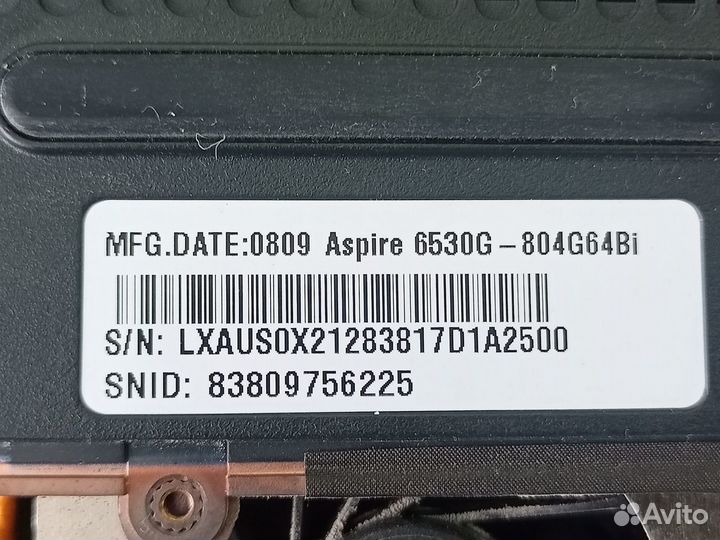 MFG.DATE:0809 Aspire 6530G-804G64Bi
S/N: LXAUS0X21283817D1A2500
SNID: 83809756225
Avito